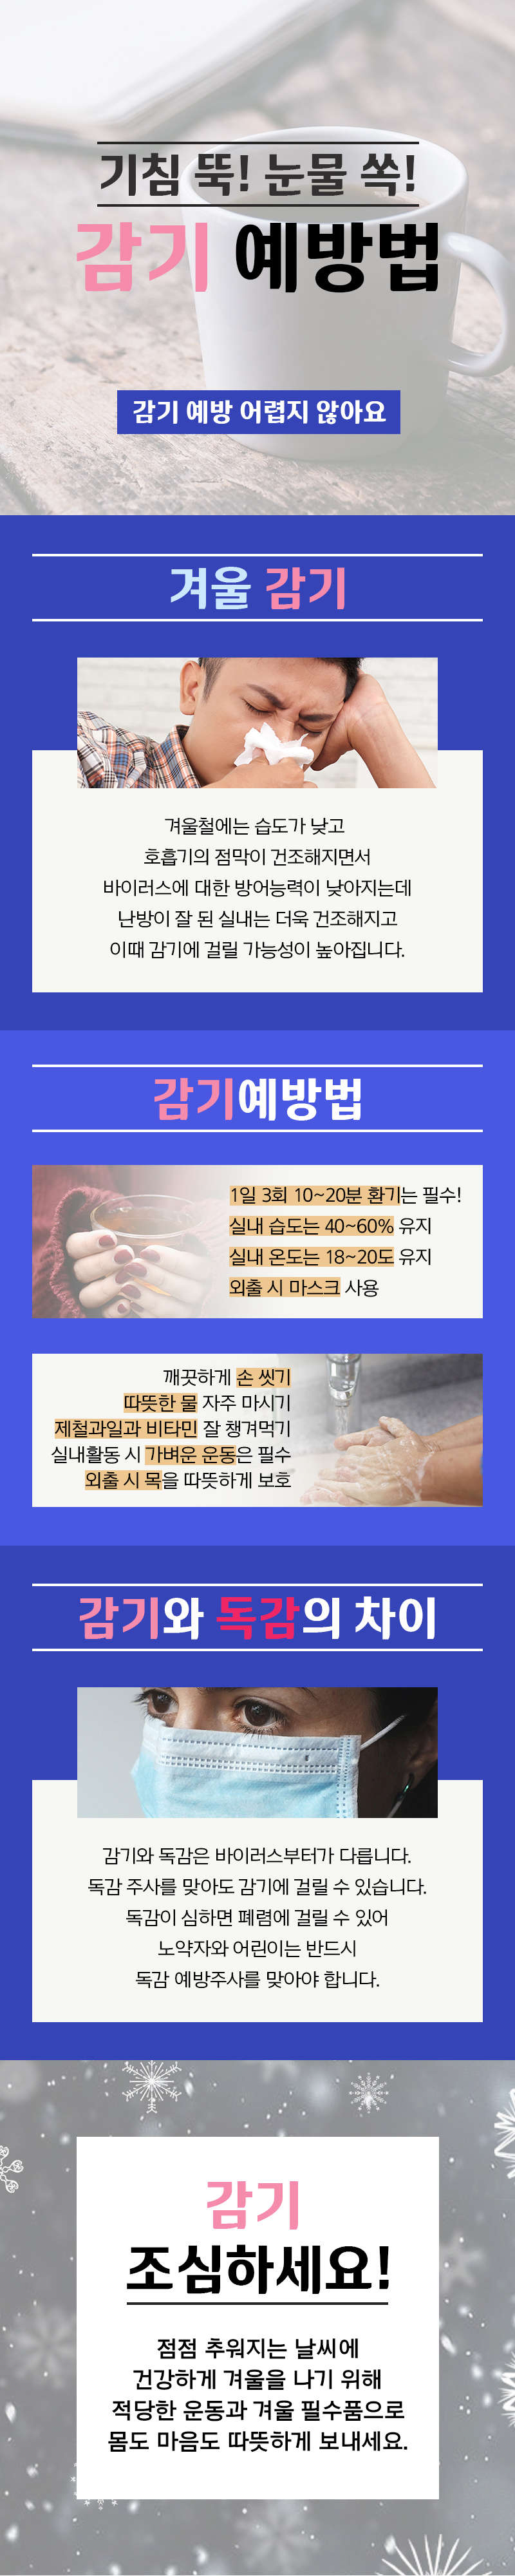 기침 뚝! 눈물 쏙!
감기 예방법
감기 예방 어렵지 않아요
겨울 감기
겨울철에는 습도가 낮고
호흡기의 점막이 건조해지면서
바이러스에 대한 방어능력이 낮아지는데
난방이 잘 된 실내는 더욱 건조해지고
이때 감기에 걸릴 가능성이 높아집니다.
감기예방법
1일 3회 10~20분 환기는 필수!
실내 습도는 40~60% 유지
실내 온도는 18~20도 유지
외출 시 마스크 사용
깨끗하게 손 씻기
따뜻한 물 자주 마시기
제철과일과 비타민 잘 챙겨먹기
실내활동 시 가벼운 운동은 필수
외출 시 목을 따뜻하게 보호
감기와 독감의 차이
감기와 독감은 바이러스부터가 다릅니다.
독감 주사를 맞아도 감기에 걸릴 수 있습니다.
독감이 심하면 폐렴에 걸릴 수 있어
노약자와 어린이는 반드시
독감 예방주사를 맞아야 합니다.
감기
조심하세요!
점점 추워지는 날씨에
건강하게 겨울을 나기 위해
적당한 운동과 겨울 필수품으로
몸도 마음도 따뜻하게 보내세요.